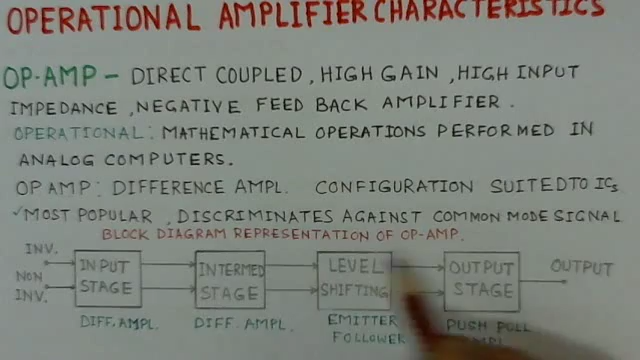 OPERATIONAL AMPLIFIER CHARACTERISTICS
OP-AMP - DIRECT COUPLED, HIGH GAIN, HIGH INPUT
IMPEDANCE, NEGATIVE FEED BACK AMPLIFIER.
OPERATIONAL: MATHEMATICAL OPERATIONS PERFORMED IN
ANALOG COMPUTERS.
OP AMP: DIFFERENCE AMPL. CONFIGURATION SUITED TO ICs
✓MOST POPULAR, DISCRIMINATES AGAINST COMMON MODE SIGNAL
BLOCK DIAGRAM REPRESENTATION OF OP-AMP.
INV.
NON
INV.
INPUT
STAGE
INTERMED
STAGE
LEVEL
SHIFTING
OUTPUT
STAGE
OUTPUT
DIFF. AMPL.
DIFF. AMPL.
EMITTER
FOLLOWER
PUSH PULL